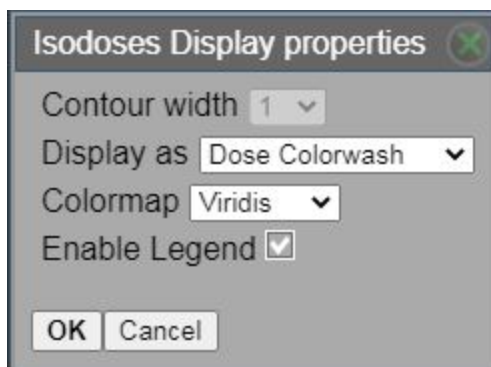 Isodoses Display properties
Contour width 1
Display as Dose Colorwash
Colormap Viridis
Enable Legend
OK Cancel